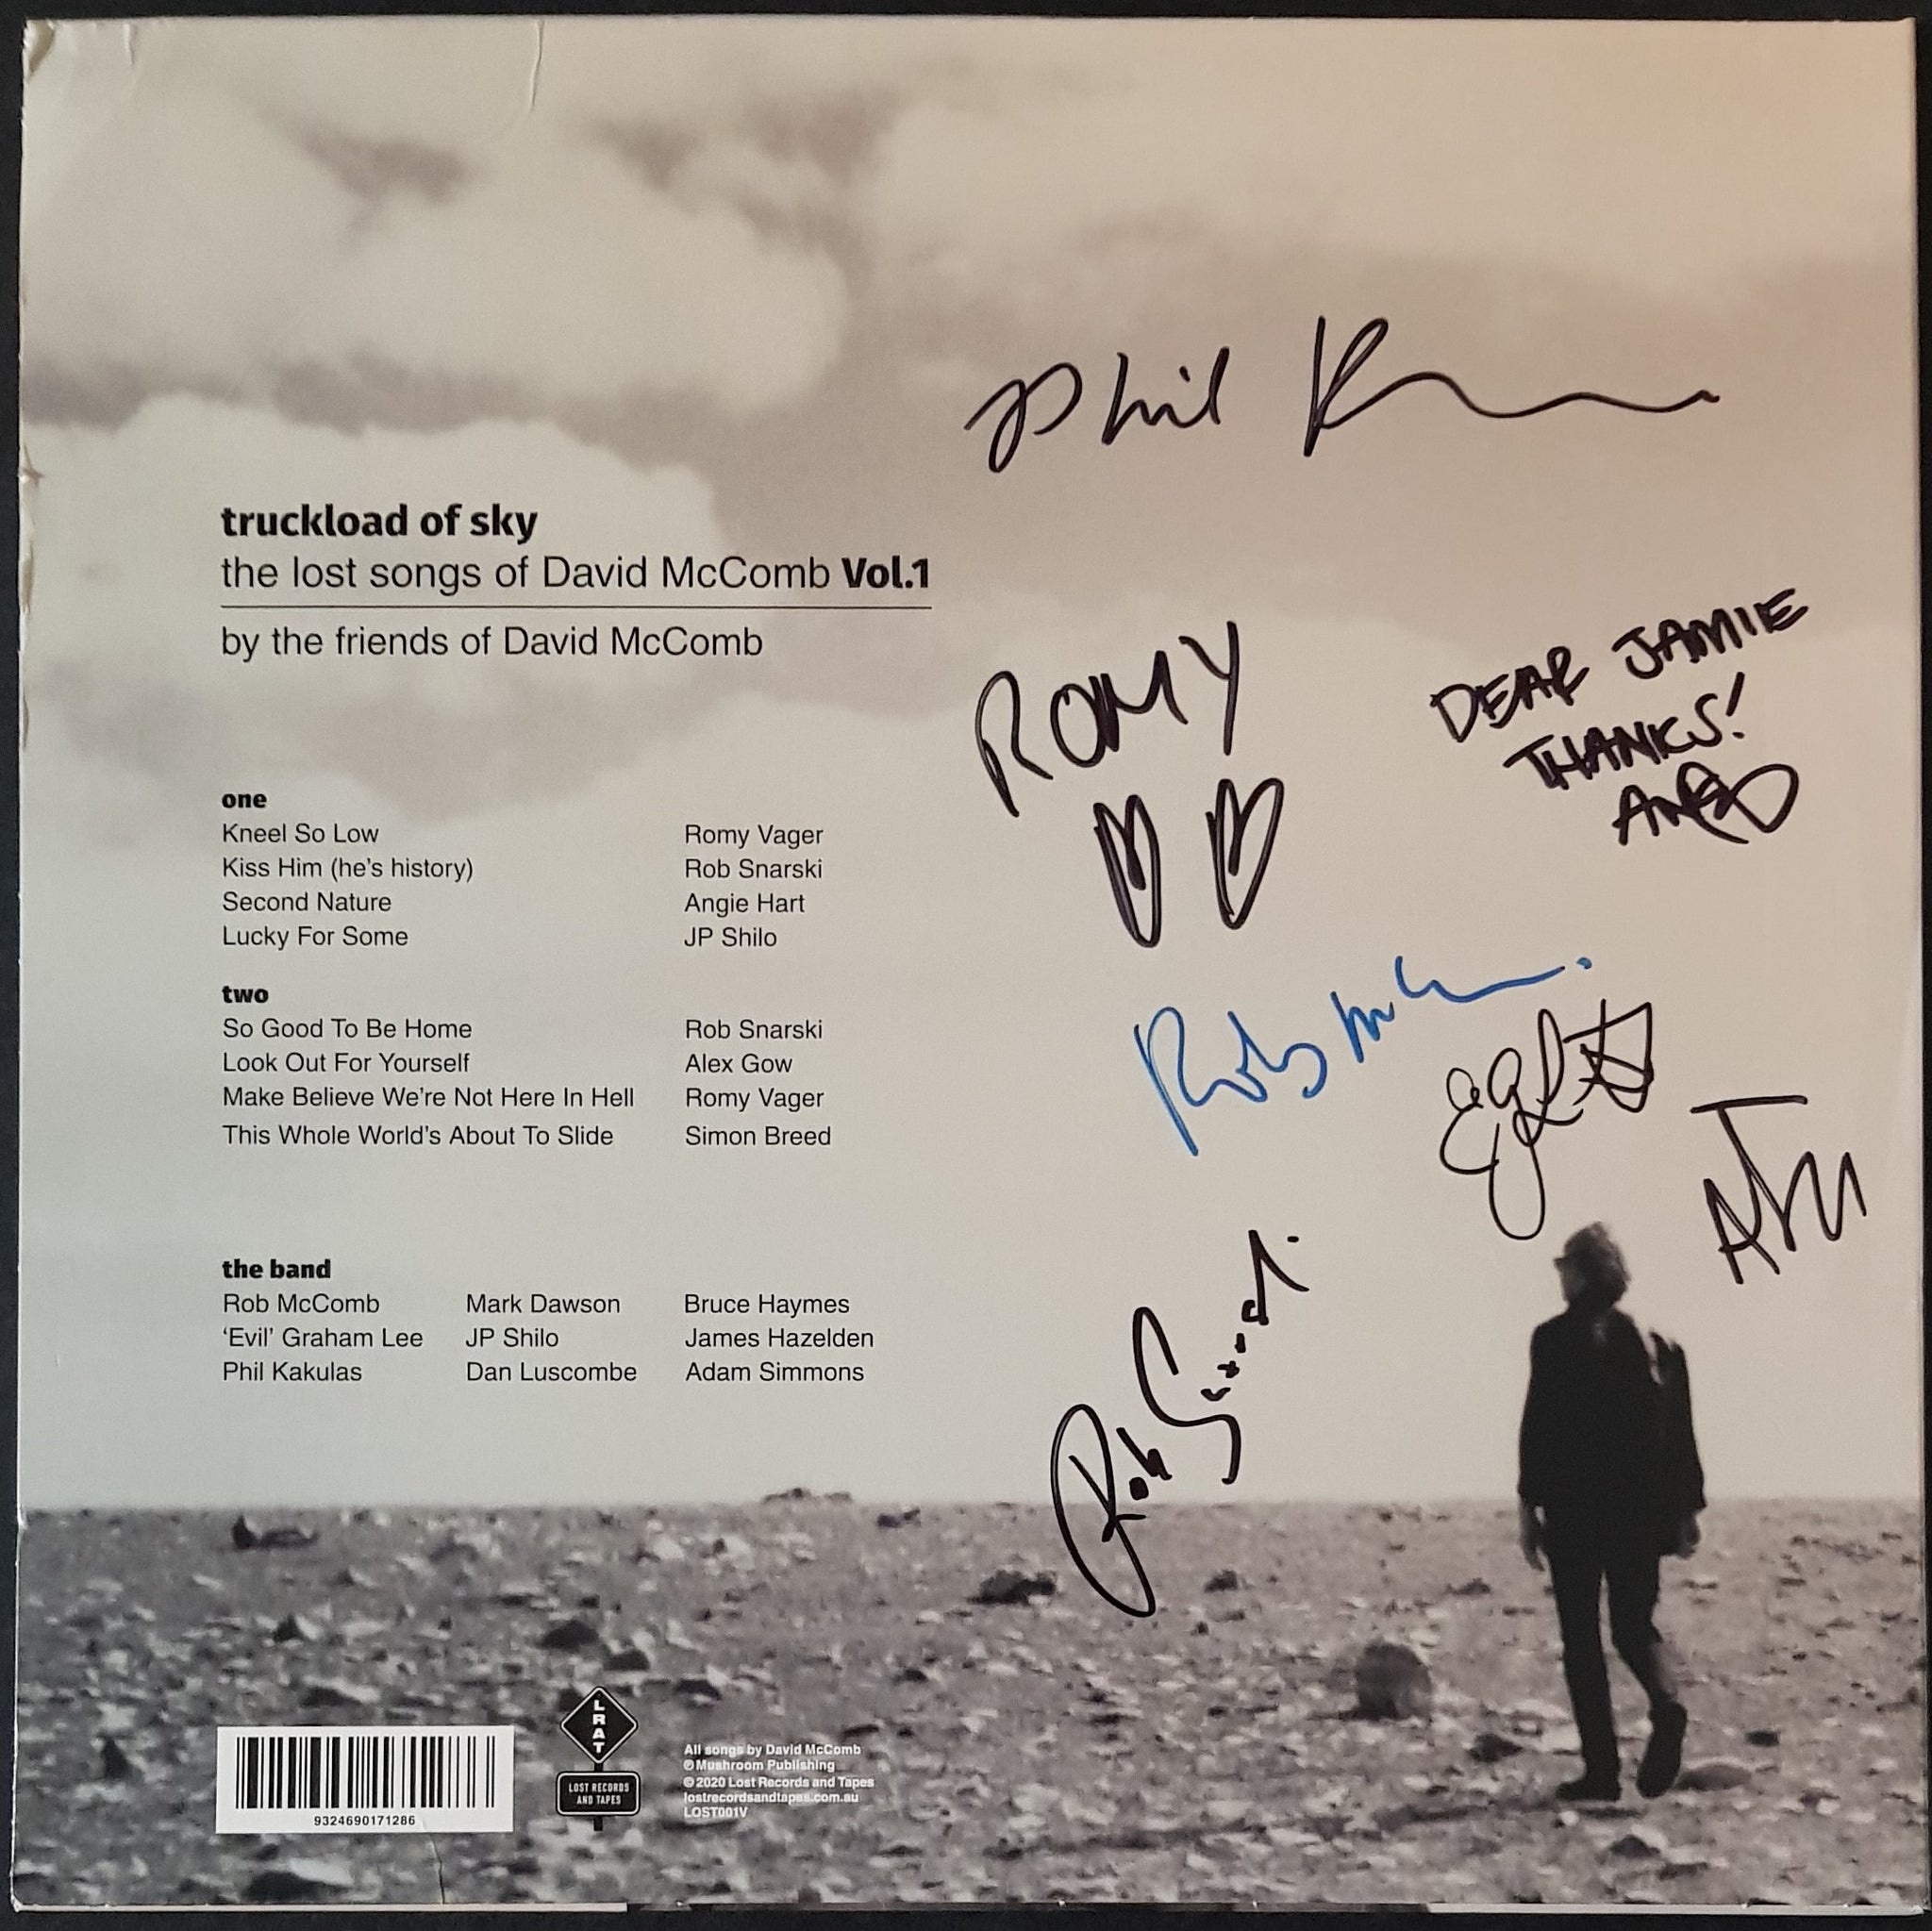 truckload of sky
the lost songs of David McComb Vol.1
by the friends of David McComb
one
Kneel So Low Romy Vager
Kiss Him (he's history) Rob Snarski
Second Nature Angie Hart
Lucky For Some JP Shilo
two
So Good To Be Home Rob Snarski
Look Out For Yourself Alex Gow
Make Believe We're Not Here In Hell Romy Vager
This Whole World's About To Slide Simon Breed
the band
Rob McComb Mark Dawson Bruce Haymes
'Evil' Graham Lee JP Shilo James Hazelden
Phil Kakulas Dan Luscombe Adam Simmons
Phil
ROMY
DEAR JAMIE
THANKS!
Rob
Rob
9324690171286
LRAT
LOST RECORDS
AND TAPES
All songs by David McComb
©Mushroom Publishing
©2020 Lost Records and Tapes
lostrecordsandtapes.com.au
LOST001V